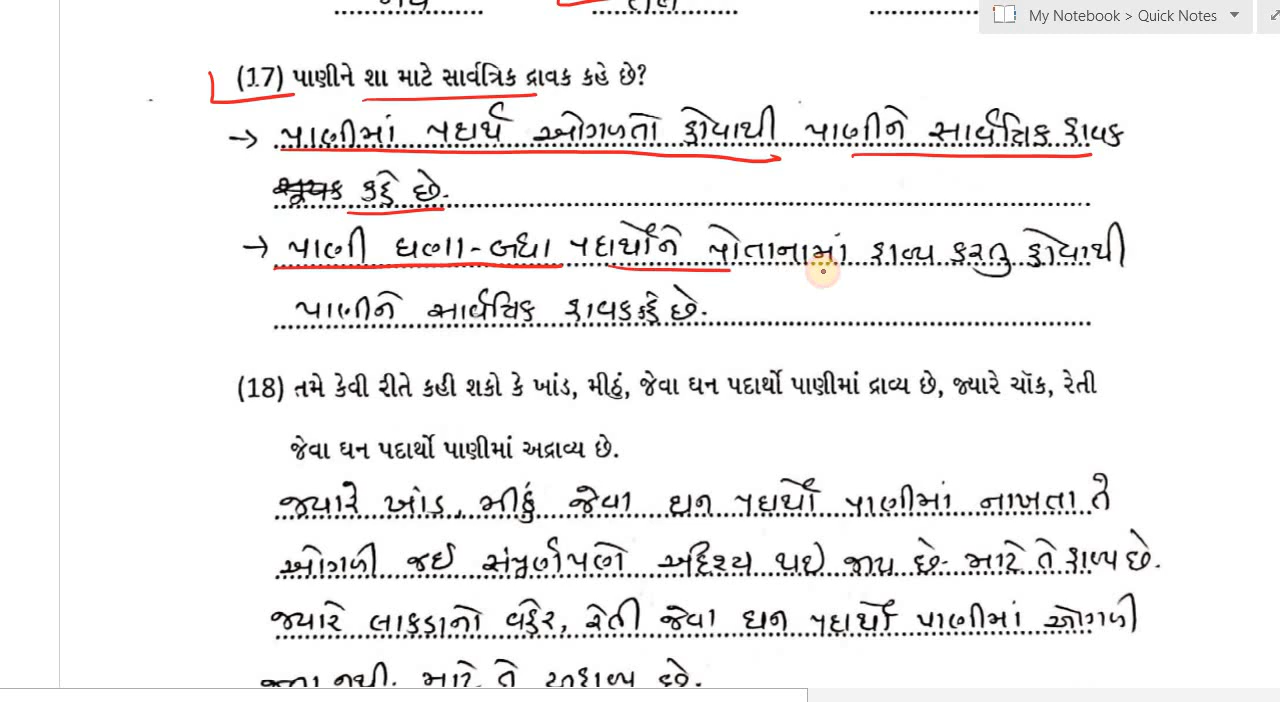 My Notebook > Quick Notes
(17) પાણીને શા માટે સાર્વત્રિક દ્રાવક કહે છે?
→ પાણીમાં પદાર્થ ઓગળતો હોવાથી પાણીને સાર્વત્રિક દ્રાવક
કહે છે.
→ પાણી ઘણા-બધા પદાર્થોને પોતાનામાં દ્રાવ્ય કરતુ હોવાથી
પાણીને સાર્વત્રિક દ્રાવક કહે છે.
(18) તમે કેવી રીતે કહી શકો કે ખાંડ, મીઠું, જેવા ઘન પદાર્થો પાણીમાં દ્રાવ્ય છે, જ્યારે ચૉક, રેતી
જેવા ઘન પદાર્થો પાણીમાં અદ્રાવ્ય છે.
જ્યારે ખાંડ, મીઠું જેવા ઘન પદાર્થો પાણીમાં નાખતા તે
ઓગળી જઈ સંપૂર્ણપણે અદ્રિશ્ય થઈ જાય છે. માટે તે દ્રાવ્ય છે.
જ્યારે લાકડાનો વહેર, રેતી જેવા ઘન પદાર્થો પાણીમાં ઓગળી
જતા નથી. માટે તે અદ્રાવ્ય છે.